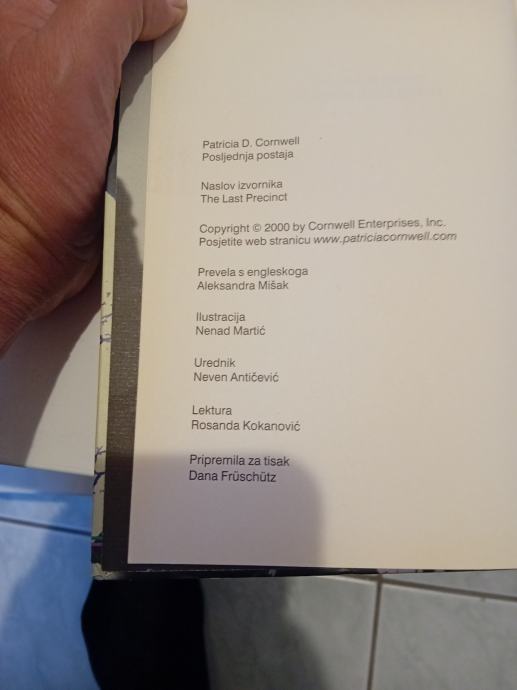 Patricia D. Cornwell
Posljednja postaja
Naslov izvornika
The Last Precinct
Copyright © 2000 by Cornwell Enterprises, Inc.
Posjetite web stranicu www.patriciacornwell.com
Prevela s engleskoga
Aleksandra Mišak
Ilustracija
Nenad Martić
Urednik
Neven Antičević
Lektura
Rosanda Kokanović
Pripremila za tisak
Dana Früschütz